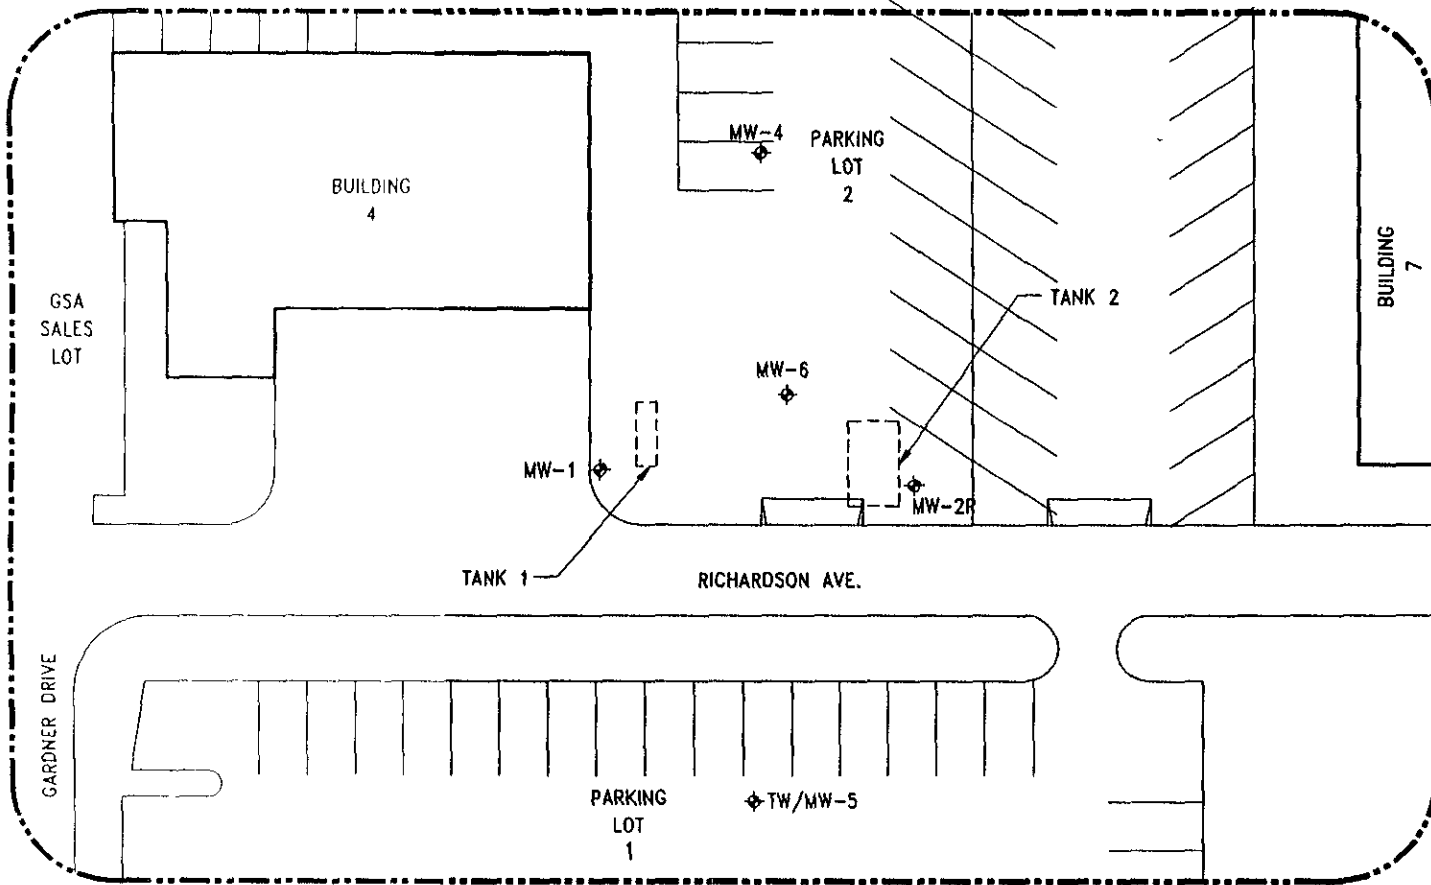 MW-4
PARKING
LOT
2
BUILDING
4
BUILDING
7
GSA
SALES
LOT
TANK 2
MW-6
MW-1
MW-2R
TANK 1
RICHARDSON AVE.
GARDNER DRIVE
PARKING
LOT
1
TW/MW-5